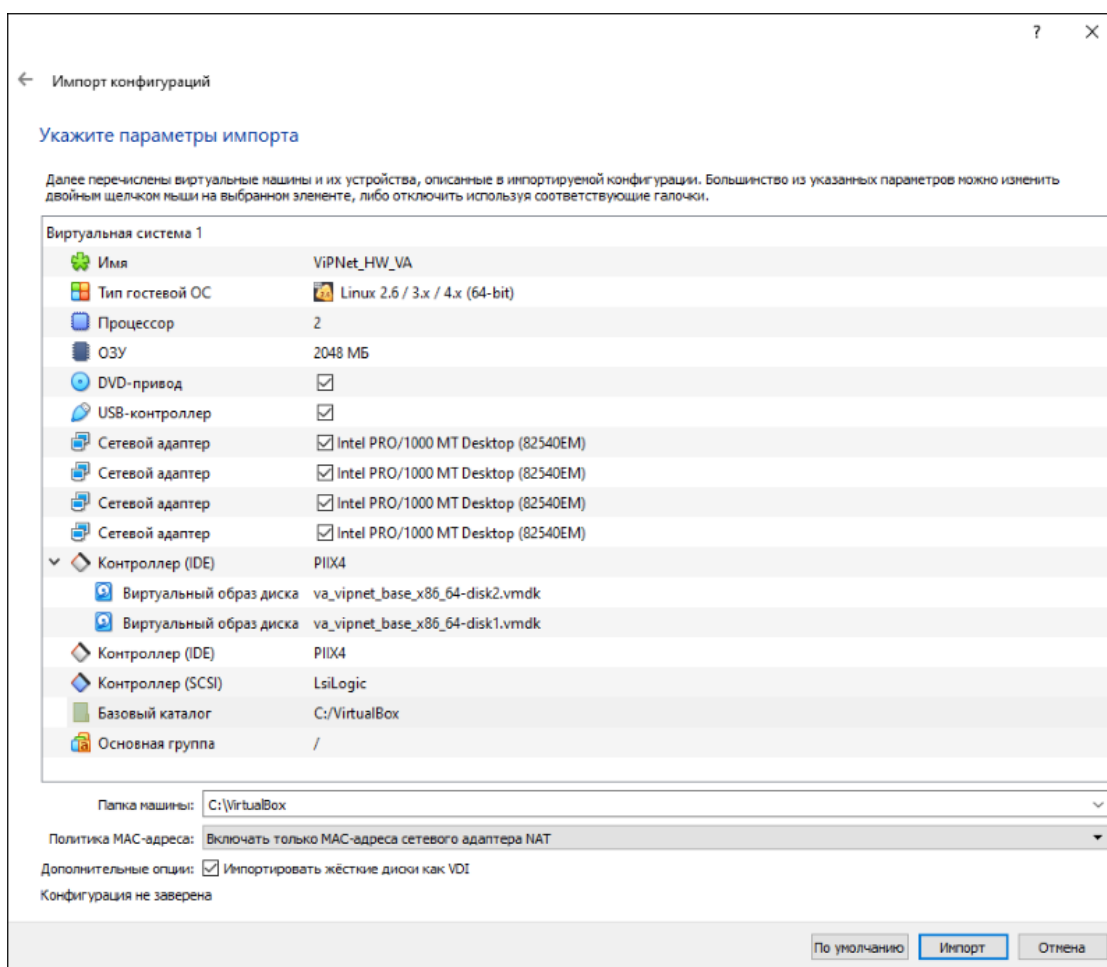 ?
Импорт конфигураций
Укажите параметры импорта
Далее перечислены виртуальные машины и их устройства, описанные в импортируемой конфигурации. Большинство из указанных параметров можно изменить
двойным щелчком мыши на выбранном элементе, либо отключить используя соответствующие галочки.
Виртуальная система 1
Имя ViPNet_HW_VA
Тип гостевой ОС Linux 2.6 / 3.x / 4.x (64-bit)
Процессор 2
ОЗУ 2048 МБ
DVD-привод
USB-контроллер
Сетевой адаптер Intel PRO/1000 MT Desktop (82540EM)
Сетевой адаптер Intel PRO/1000 MT Desktop (82540EM)
Сетевой адаптер Intel PRO/1000 MT Desktop (82540EM)
Сетевой адаптер Intel PRO/1000 MT Desktop (82540EM)
Контроллер (IDE) PIIX4
Виртуальный образ диска va_vipnet_base_x86_64-disk2.vmdk
Виртуальный образ диска va_vipnet_base_x86_64-disk1.vmdk
Контроллер (IDE) PIIX4
Контроллер (SCSI) LsiLogic
Базовый каталог C:/VirtualBox
Основная группа /
Папка машины: C:\VirtualBox
Политика MAC-адреса: Включать только MAC-адреса сетевого адаптера NAT
Дополнительные опции: Импортировать жёсткие диски как VDI
Конфигурация не заверена
По умолчанию Импорт Отмена